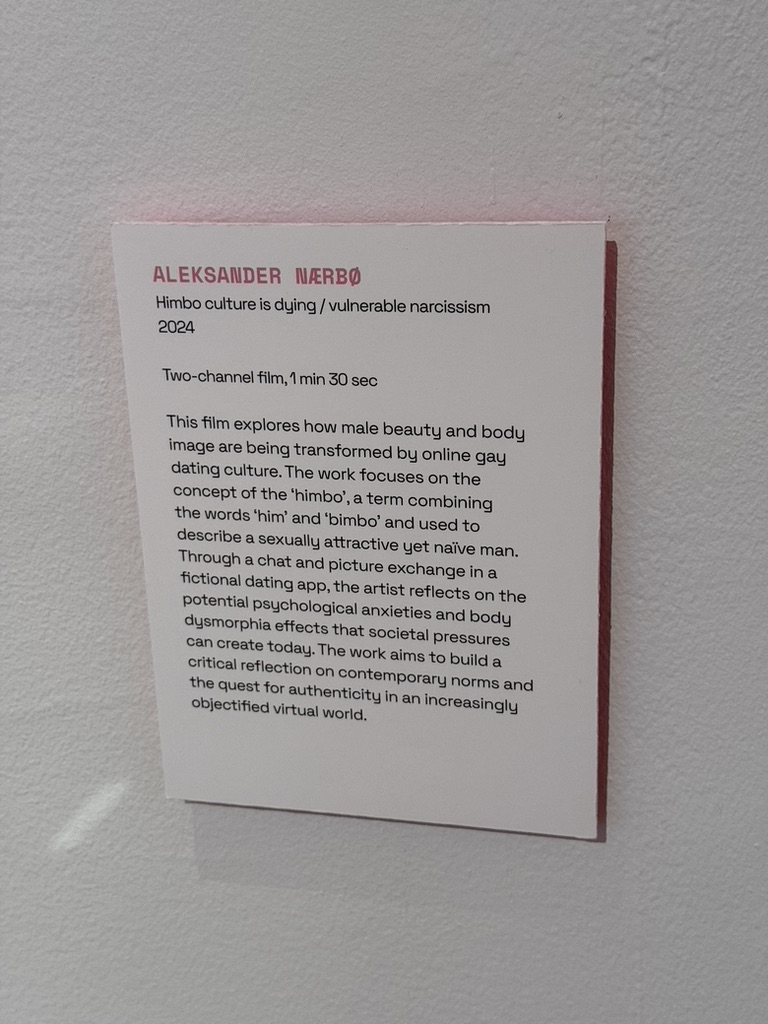 ALEKSANDER NÆRBØ
Himbo culture is dying / vulnerable narcissism
2024
Two-channel film, 1 min 30 sec
This film explores how male beauty and body
image are being transformed by online gay
dating culture. The work focuses on the
concept of the ‘himbo’, a term combining
the words ‘him’ and ‘bimbo’ and used to
describe a sexually attractive yet naïve man.
Through a chat and picture exchange in a
fictional dating app, the artist reflects on the
potential psychological anxieties and body
dysmorphia effects that societal pressures
can create today. The work aims to build a
critical reflection on contemporary norms and
the quest for authenticity in an increasingly
objectified virtual world.